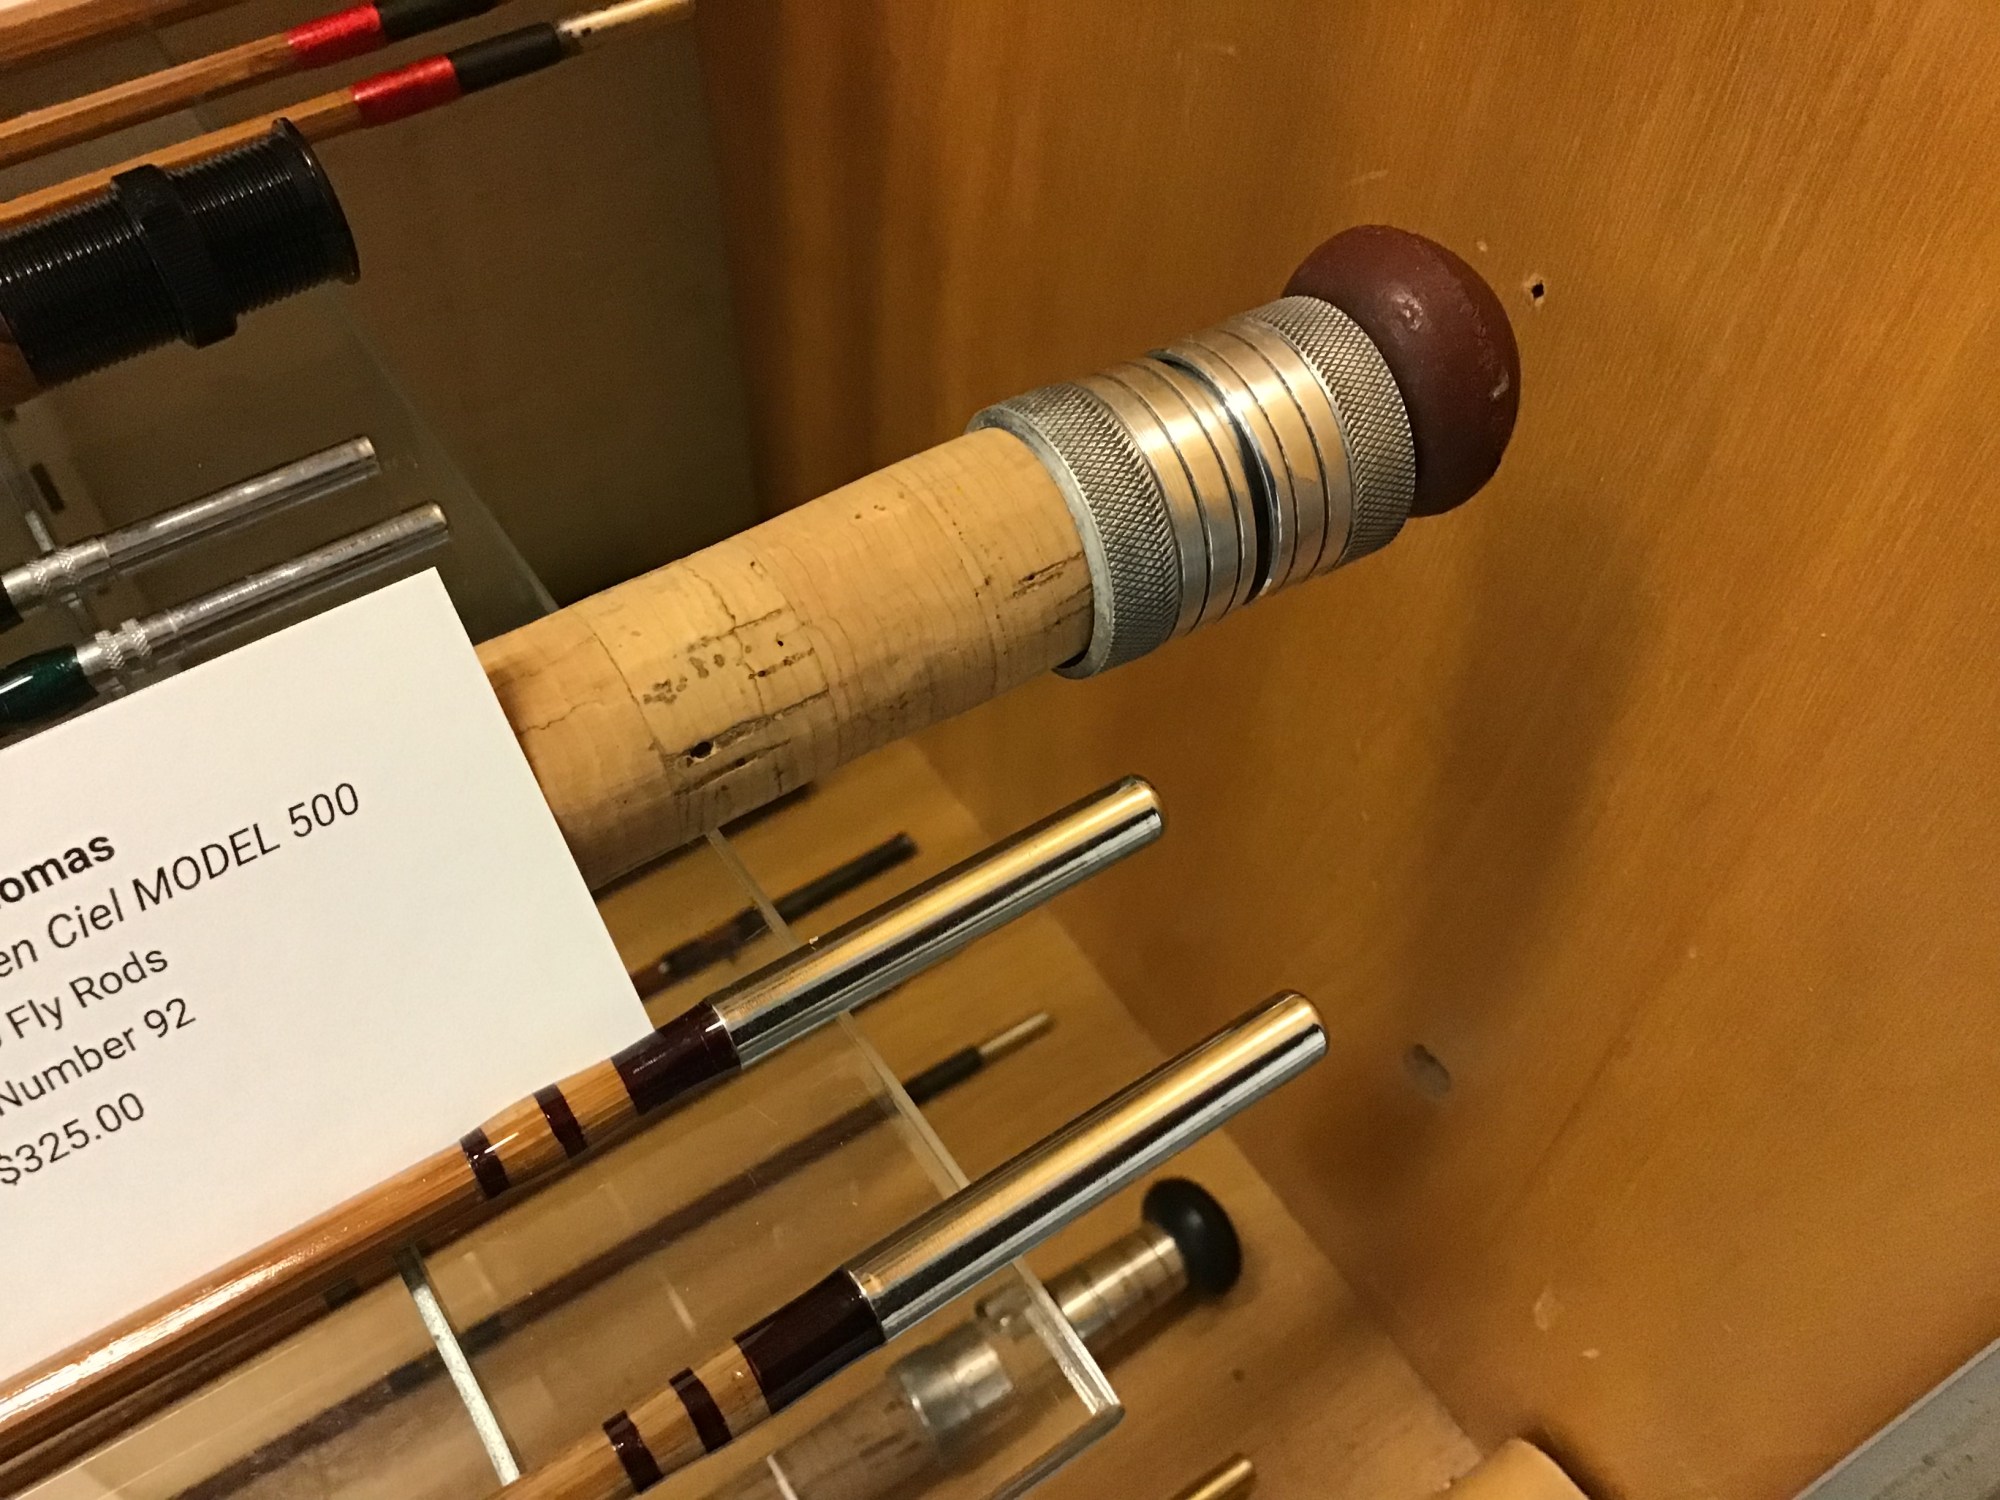 omas
en Ciel MODEL 500
Fly Rods
Number 92
$325.00